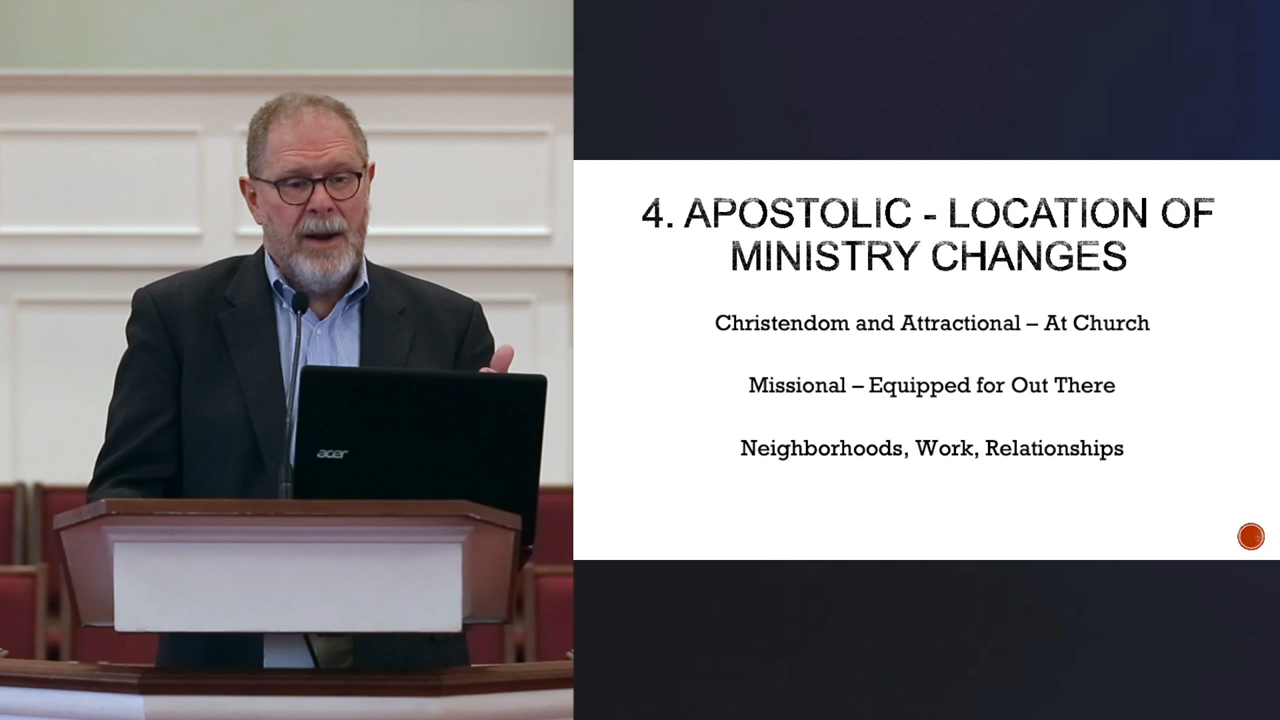 acer
4. APOSTOLIC - LOCATION OF
MINISTRY CHANGES
Christendom and Attractional – At Church
Missional – Equipped for Out There
Neighborhoods, Work, Relationships